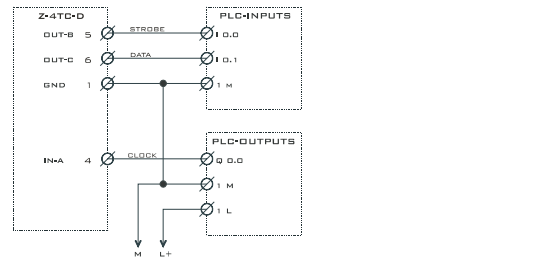 Z-4TC-D
PLC-INPUTS
OUT-B 5 STROBE I 0.0
OUT-C 6 DATA I 0.1
GND 1 1 M
PLC-OUTPUTS
IN-A 4 CLOCK Q 0.0
1 M
1 L
M L+